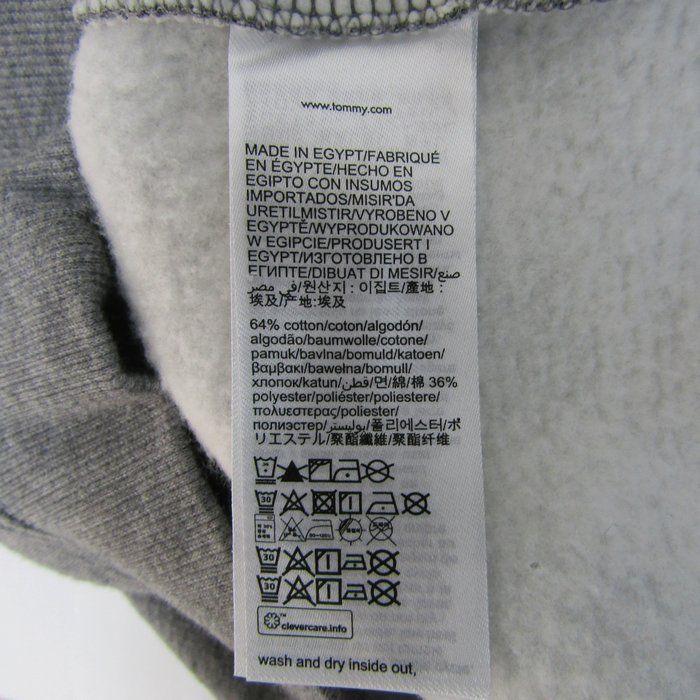 www.tommy.com
MADE IN EGYPT/FABRIQUÉ
EN ÉGYPTE/HECHO EN
EGIPTO CON INSUMOS
IMPORTADOS/MISIR'DA
URETILMISTIR/VYROBENO V
EGYPTĚ/WYPRODUKOWANO
W EGIPCIE/PRODUSERT I
EGYPT/ИЗГОТОВЛЕНО В
ЕГИПТЕ/DIBUAT DI MESIR/صنع
في مصر/원산지 : 이집트/產地 :
埃及/产地:埃及
64% cotton/coton/algodón/
algodão/baumwolle/cotone/
pamuk/bavlna/bomuld/katoen/
βαμβακι/bawełna/bomull/
хлопок/katun/قطن/면/綿/棉 36%
polyester/poliéster/poliestere/
πολυεστερας/poliester/
полиэстер/بوليستر/폴리에스터/ポ
リエステル/聚酯纖維/聚酯纤维
30
30
30
clevercare.info
wash and dry inside out,